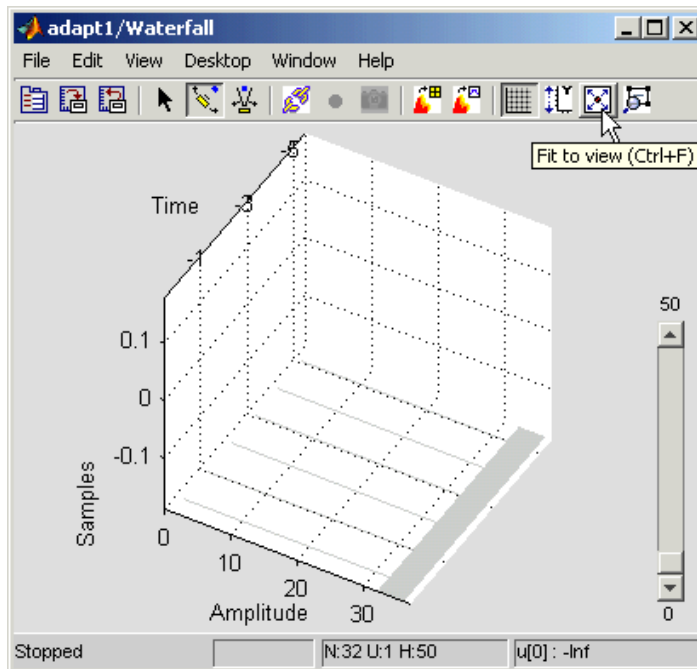 adapt1/Waterfall
File Edit View Desktop Window Help
Fit to view (Ctrl+F)
-5
Time -3
-1
50
0.1
0
-0.1
Samples
0
10
20
30
Amplitude
0
Stopped N:32 U:1 H:50 u[0] : -Inf